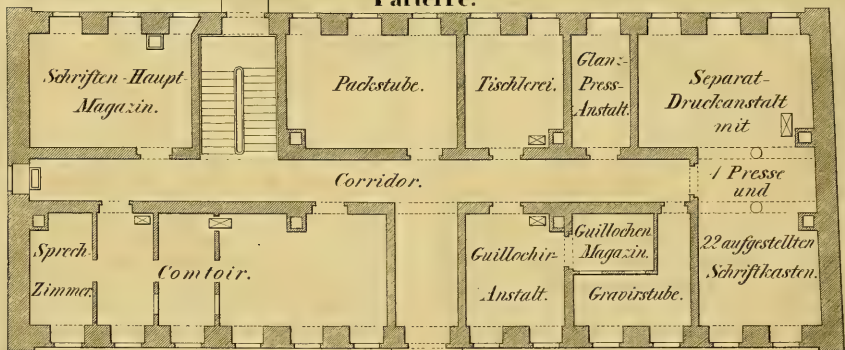 Parterre.
Schriften-Haupt-
Magazin.
Packstube.
Tischlerei.
Glanz-
Press-
Anstalt.
Separat-
Druckanstalt
mit
1 Presse
und
22 aufgestellten
Schriftkasten.
Corridor.
Sprech-
Zimmer.
Comtoir.
Guillochir-
Anstalt.
Guillochen
Magazin.
Gravirstube.